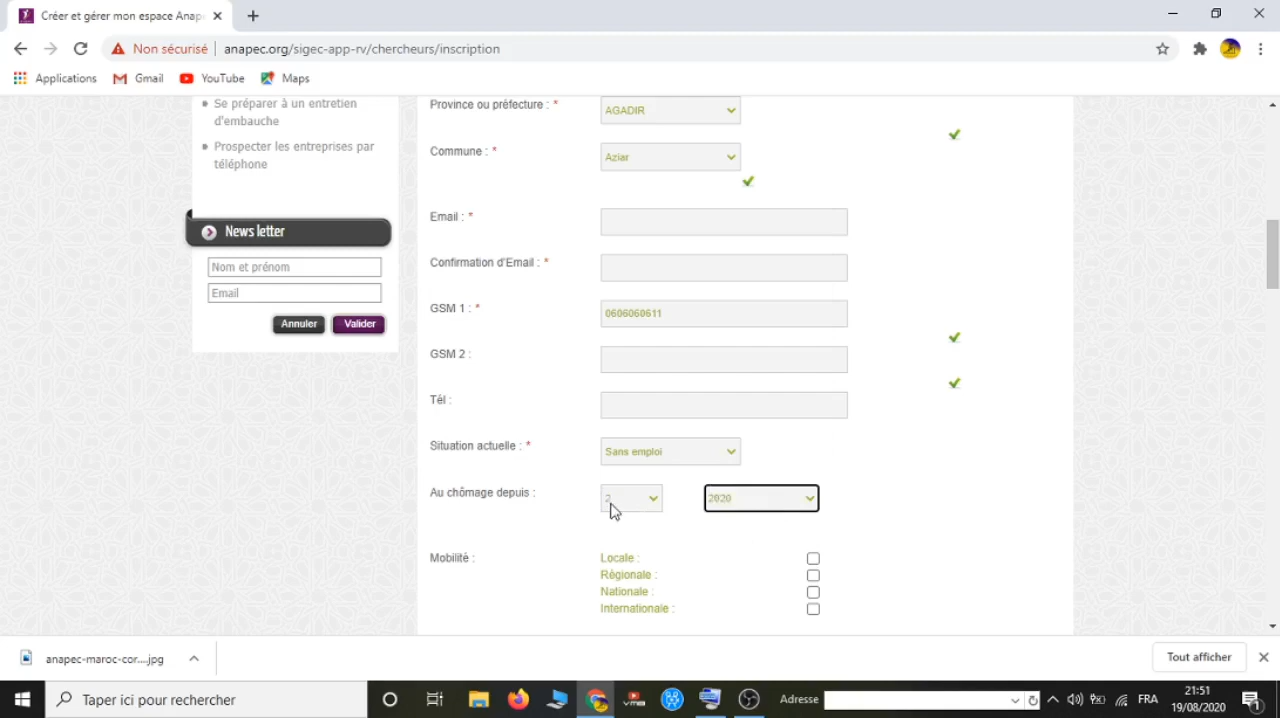 Créer et gérer mon espace Anap
Non sécurisé
anapec.org/sigec-app-rv/chercheurs/inscription
Applications
Gmail
YouTube
Maps
Se préparer à un entretien
d'embauche
Prospecter les entreprises par
téléphone
News letter
Nom et prénom
Email
Annuler
Valider
Province ou préfecture : *
AGADIR
Commune : *
Aziar
Email : *
Confirmation d'Email : *
GSM 1 : *
0606060611
GSM 2 :
Tél :
Situation actuelle : *
Sans emploi
Au chômage depuis :
2
2020
Mobilité :
Locale :
Régionale :
Nationale :
Internationale :
anapec-maroc-cor....jpg
Tout afficher
Taper ici pour rechercher
Adresse
FRA
21:51
19/08/2020